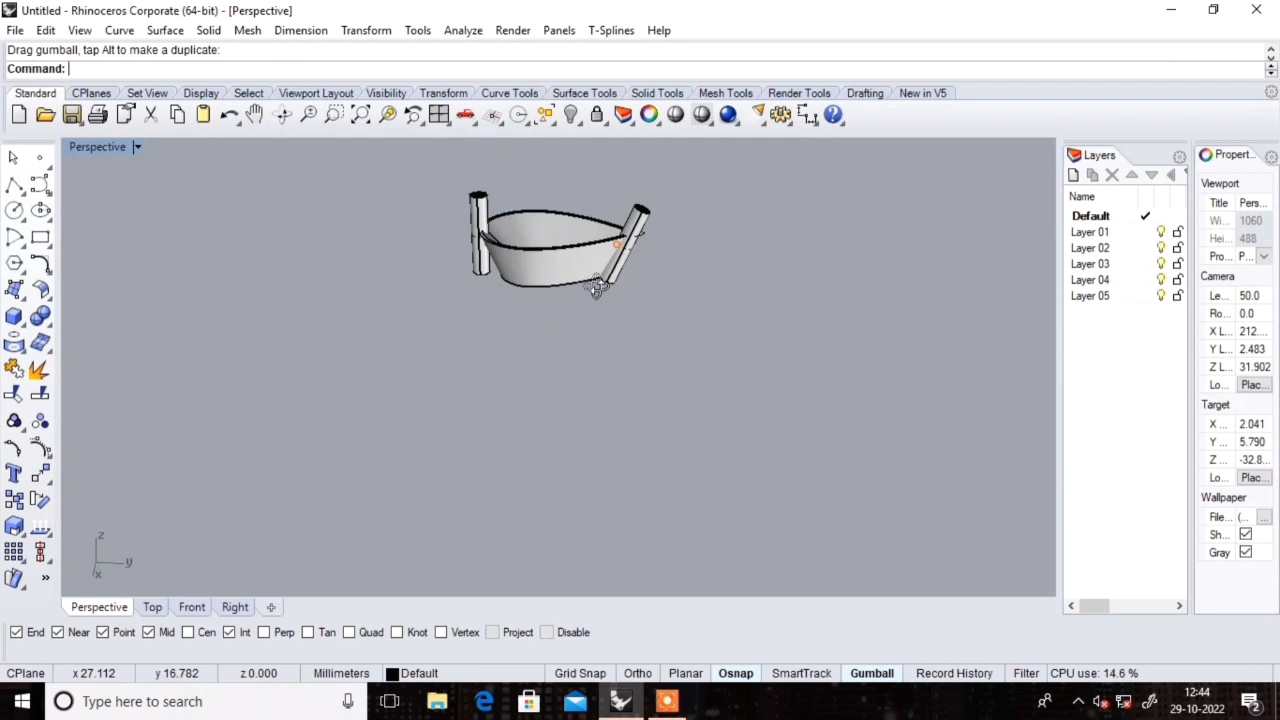 Untitled - Rhinoceros Corporate (64-bit) - [Perspective]
File Edit View Curve Surface Solid Mesh Dimension Transform Tools Analyze Render Panels T-Splines Help
Drag gumball, tap Alt to make a duplicate:
Command:
Standard CPlanes Set View Display Select Viewport Layout Visibility Transform Curve Tools Surface Tools Solid Tools Mesh Tools Render Tools Drafting New in V5
Perspective
Layers
Name
Default
Layer 01
Layer 02
Layer 03
Layer 04
Layer 05
Propert...
Viewport
Title Pers...
Wi... 1060
Hei... 488
Pro... P...
Camera
Le... 50.0
Ro... 0.0
X L... 212....
Y L... 2.483
Z L... 31.902
Lo... Plac...
Target
X ... 2.041
Y ... 5.790
Z ... -32.8...
Lo... Plac...
Wallpaper
File... (... ...
Sh...
Gray
z
y
x
Perspective Top Front Right
End Near Point Mid Cen Int Perp Tan Quad Knot Vertex Project Disable
CPlane x 27.112 y 16.782 z 0.000 Millimeters Default Grid Snap Ortho Planar Osnap SmartTrack Gumball Record History Filter CPU use: 14.6 %
Type here to search
12:44
29-10-2022
2